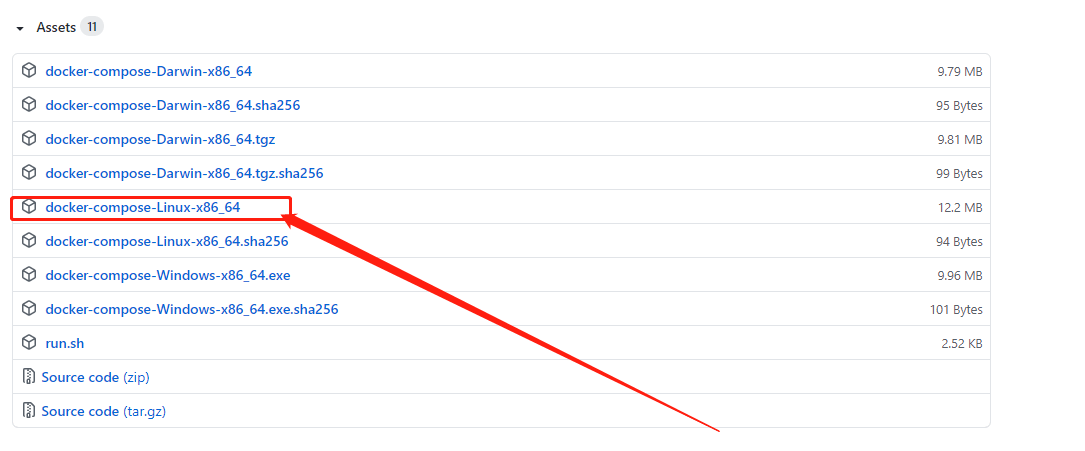 Assets 11
docker-compose-Darwin-x86_64 9.79 MB
docker-compose-Darwin-x86_64.sha256 95 Bytes
docker-compose-Darwin-x86_64.tgz 9.81 MB
docker-compose-Darwin-x86_64.tgz.sha256 99 Bytes
docker-compose-Linux-x86_64 12.2 MB
docker-compose-Linux-x86_64.sha256 94 Bytes
docker-compose-Windows-x86_64.exe 9.96 MB
docker-compose-Windows-x86_64.exe.sha256 101 Bytes
run.sh 2.52 KB
Source code (zip)
Source code (tar.gz)